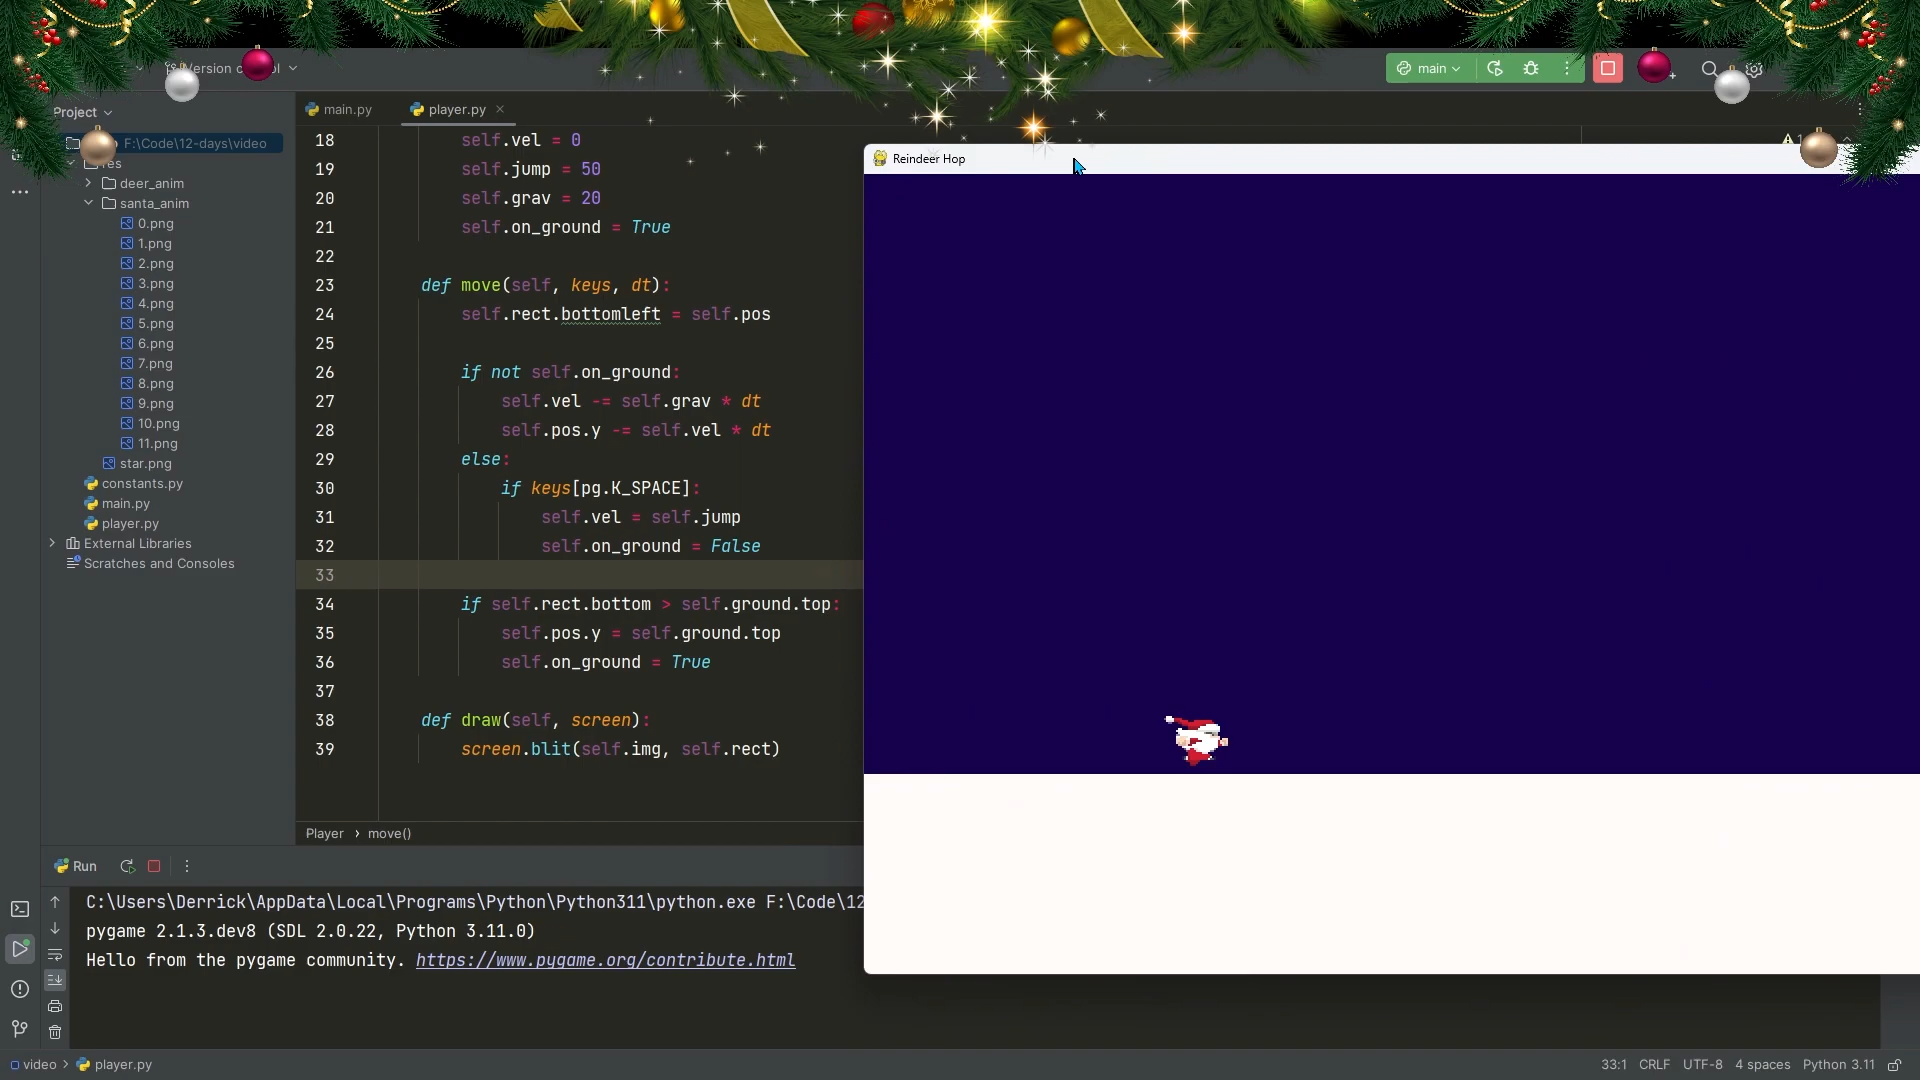 Version control
main
Project
main.py
player.py
F:\Code\12-days\video
res
deer_anim
santa_anim
0.png
1.png
2.png
3.png
4.png
5.png
6.png
7.png
8.png
9.png
10.png
11.png
star.png
constants.py
main.py
player.py
External Libraries
Scratches and Consoles
18 self.vel = 0
19 self.jump = 50
20 self.grav = 20
21 self.on_ground = True
22
23 def move(self, keys, dt):
24 self.rect.bottomleft = self.pos
25
26 if not self.on_ground:
27 self.vel -= self.grav * dt
28 self.pos.y -= self.vel * dt
29 else:
30 if keys[pg.K_SPACE]:
31 self.vel = self.jump
32 self.on_ground = False
33
34 if self.rect.bottom > self.ground.top:
35 self.pos.y = self.ground.top
36 self.on_ground = True
37
38 def draw(self, screen):
39 screen.blit(self.img, self.rect)
Player › move()
Reindeer Hop
Run
C:\Users\Derrick\AppData\Local\Programs\Python\Python311\python.exe F:\Code\12
pygame 2.1.3.dev8 (SDL 2.0.22, Python 3.11.0)
Hello from the pygame community. https://www.pygame.org/contribute.html
video > player.py
33:1 CRLF UTF-8 4 spaces Python 3.11